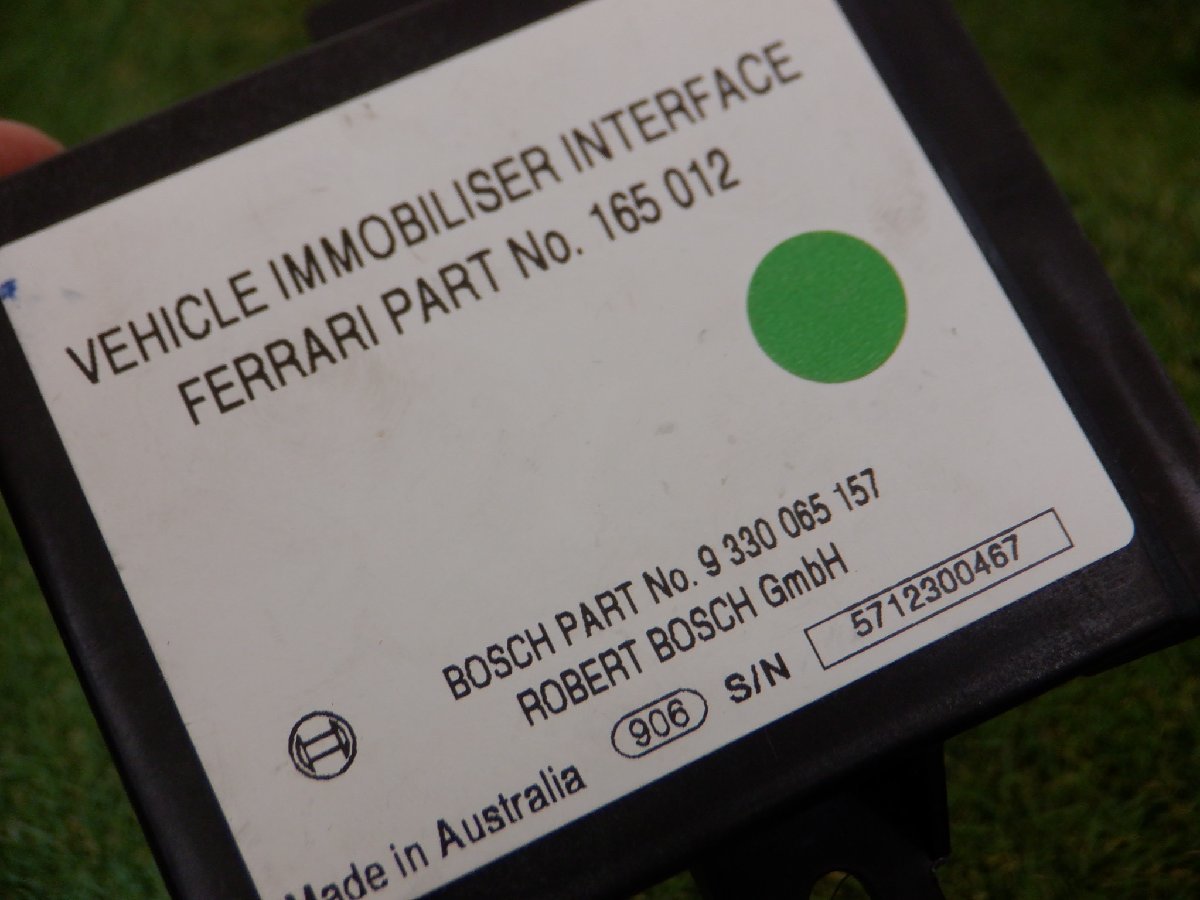 VEHICLE IMMOBILISER INTERFACE
FERRARI PART No. 165 012
BOSCH PART No. 9 330 065 157
ROBERT BOSCH GmbH
Made in Australia 906 S/N 5712300467